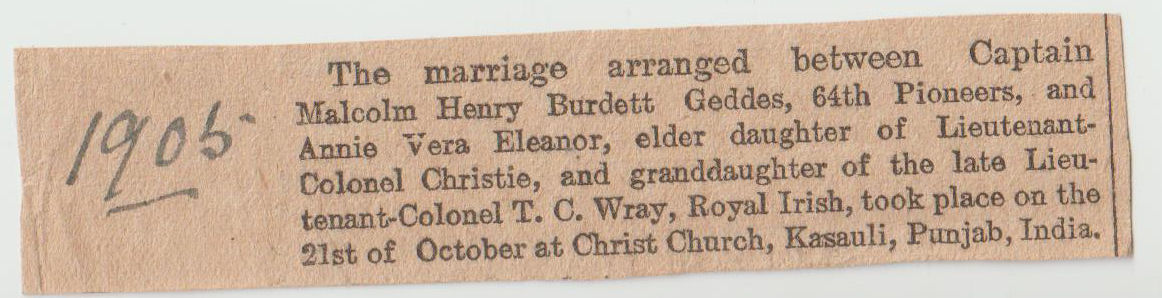 1905
The marriage arranged between Captain
Malcolm Henry Burdett Geddes, 64th Pioneers, and
Annie Vera Eleanor, elder daughter of Lieutenant-
Colonel Christie, and granddaughter of the late Lieu-
tenant-Colonel T. C. Wray, Royal Irish, took place on the
21st of October at Christ Church, Kasauli, Punjab, India.